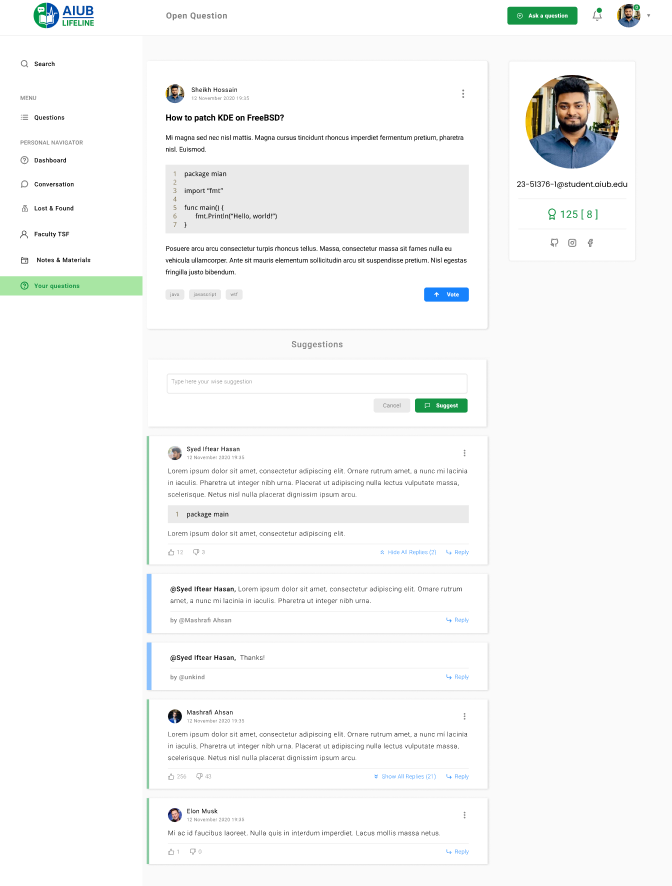 AIUB
LIFELINE
Open Question
Ask a question
Search
MENU
Questions
PERSONAL NAVIGATOR
Dashboard
Conversation
Lost & Found
Faculty TSF
Notes & Materials
Your questions
Sheikh Hossain
12 November 2020 19:35
How to patch KDE on FreeBSD?
Mi magna sed nec nisl mattis. Magna cursus tincidunt rhoncus imperdiet fermentum pretium, pharetra
nisl. Euismod.
1 package mian
2
3 import "fmt"
4
5 func main() {
6 fmt.Println("Hello, world!")
7 }
Posuere arcu arcu consectetur turpis rhoncus tellus. Massa, consectetur massa sit fames nulla eu
vehicula ullamcorper. Ante sit mauris elementum sollicitudin arcu sit suspendisse pretium. Nisl egestas
fringilla justo bibendum.
java javascript wtf
Vote
Suggestions
Type here your wise suggestion
Cancel Suggest
Syed Iftear Hasan
12 November 2020 19:35
Lorem ipsum dolor sit amet, consectetur adipiscing elit. Ornare rutrum amet, a nunc mi lacinia
in iaculis. Pharetra ut integer nibh urna. Placerat ut adipiscing nulla lectus vulputate massa,
scelerisque. Netus nisl nulla placerat dignissim ipsum arcu.
1 package main
Lorem ipsum dolor sit amet, consectetur adipiscing elit.
12 3 Hide All Replies (2) Reply
@Syed Iftear Hasan, Lorem ipsum dolor sit amet, consectetur adipiscing elit. Ornare rutrum
amet, a nunc mi lacinia in iaculis. Pharetra ut integer nibh urna.
by @Mashrafi Ahsan Reply
@Syed Iftear Hasan, Thanks!
by @unkind Reply
Mashrafi Ahsan
12 November 2020 19:35
Lorem ipsum dolor sit amet, consectetur adipiscing elit. Ornare rutrum amet, a nunc mi lacinia
in iaculis. Pharetra ut integer nibh urna. Placerat ut adipiscing nulla lectus vulputate massa,
scelerisque. Netus nisl nulla placerat dignissim ipsum arcu.
256 43 Show All Replies (21) Reply
Elon Musk
12 November 2020 19:35
Mi ac id faucibus laoreet. Nulla quis in interdum imperdiet. Lacus mollis massa netus.
1 0 Reply
23-51376-1@student.aiub.edu
125 [ 8 ]